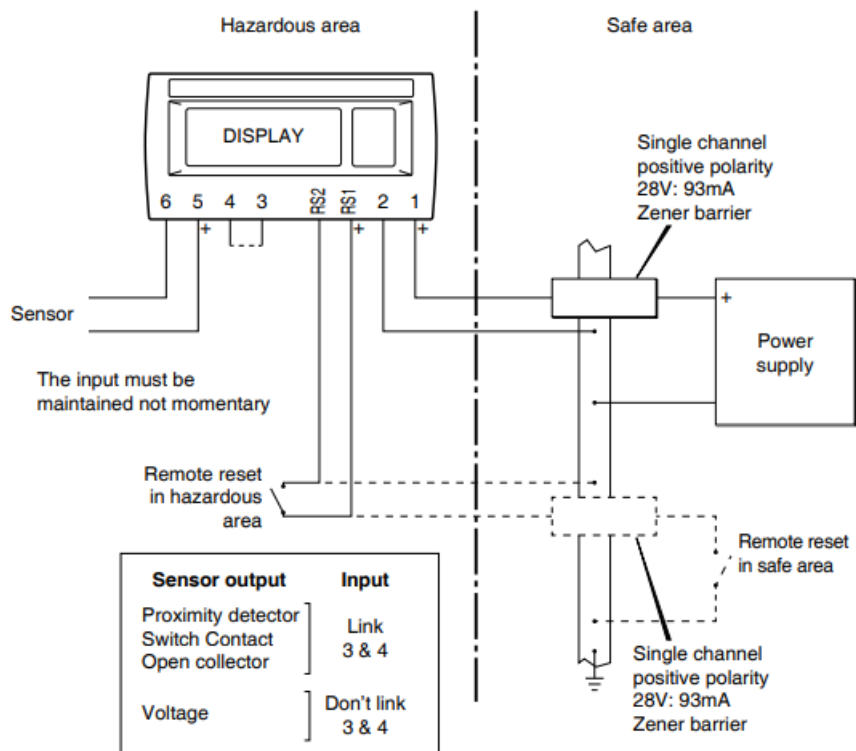 Hazardous area
Safe area
DISPLAY
6 5 4 3 RS2 RS1 2 1
+ + +
Single channel
positive polarity
28V: 93mA
Zener barrier
+
Power
supply
Sensor
The input must be
maintained not momentary
Remote reset
in hazardous
area
Remote reset
in safe area
Sensor output Input
Proximity detector
Switch Contact
Open collector
Link
3 & 4
Voltage
Don't link
3 & 4
Single channel
positive polarity
28V: 93mA
Zener barrier